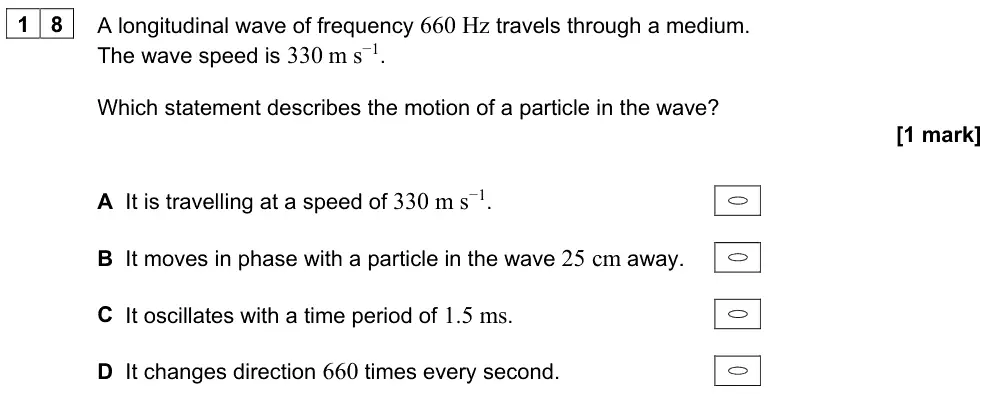 1 8 A longitudinal wave of frequency 660 Hz travels through a medium.
The wave speed is 330 m s⁻¹.
Which statement describes the motion of a particle in the wave?
[1 mark]
A It is travelling at a speed of 330 m s⁻¹.
B It moves in phase with a particle in the wave 25 cm away.
C It oscillates with a time period of 1.5 ms.
D It changes direction 660 times every second.